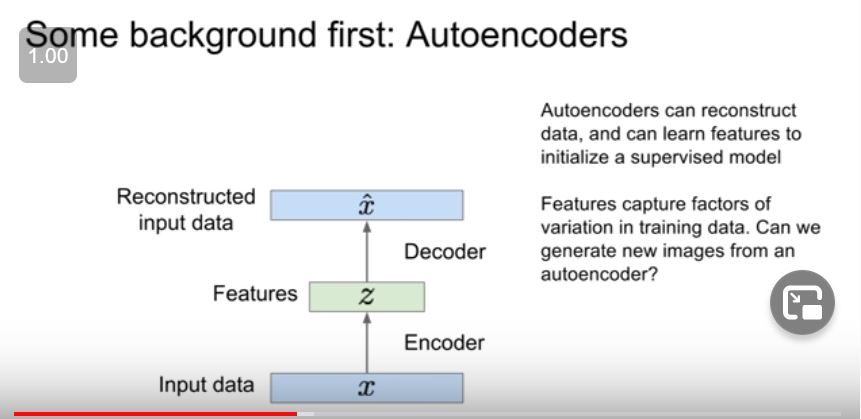 Some background first: Autoencoders
1.00
Autoencoders can reconstruct
data, and can learn features to
initialize a supervised model
Features capture factors of
variation in training data. Can we
generate new images from an
autoencoder?
Reconstructed
input data
x̂
Decoder
Features
z
Encoder
Input data
x